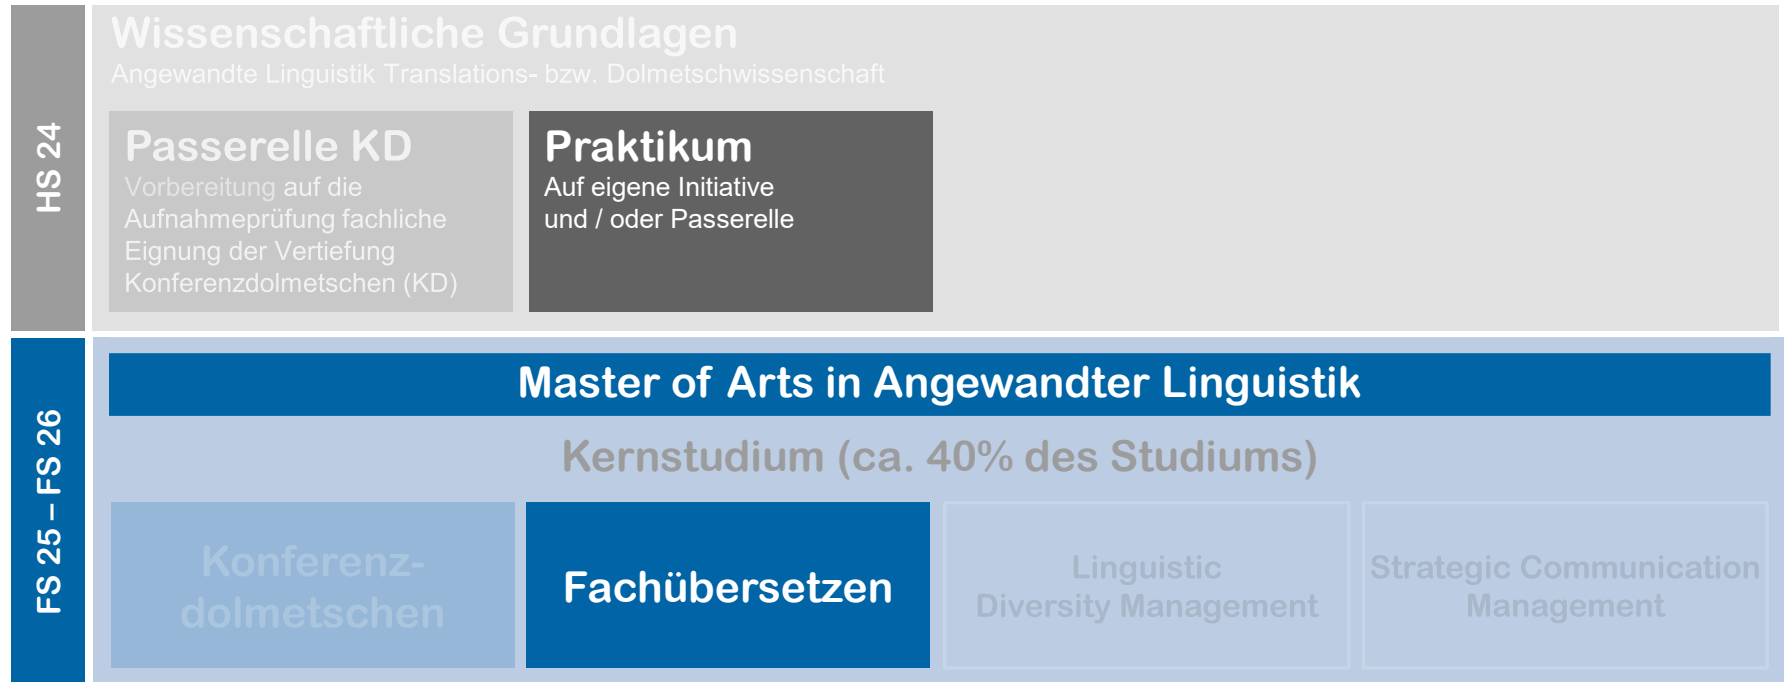 HS 24
Wissenschaftliche Grundlagen
Angewandte Linguistik Translations- bzw. Dolmetschwissenschaft
Passerelle KD
Vorbereitung auf die
Aufnahmeprüfung fachliche
Eignung der Vertiefung
Konferenzdolmetschen (KD)
Praktikum
Auf eigene Initiative
und / oder Passerelle
FS 25 – FS 26
Master of Arts in Angewandter Linguistik
Kernstudium (ca. 40% des Studiums)
Konferenz-
dolmetschen
Fachübersetzen
Linguistic
Diversity Management
Strategic Communication
Management